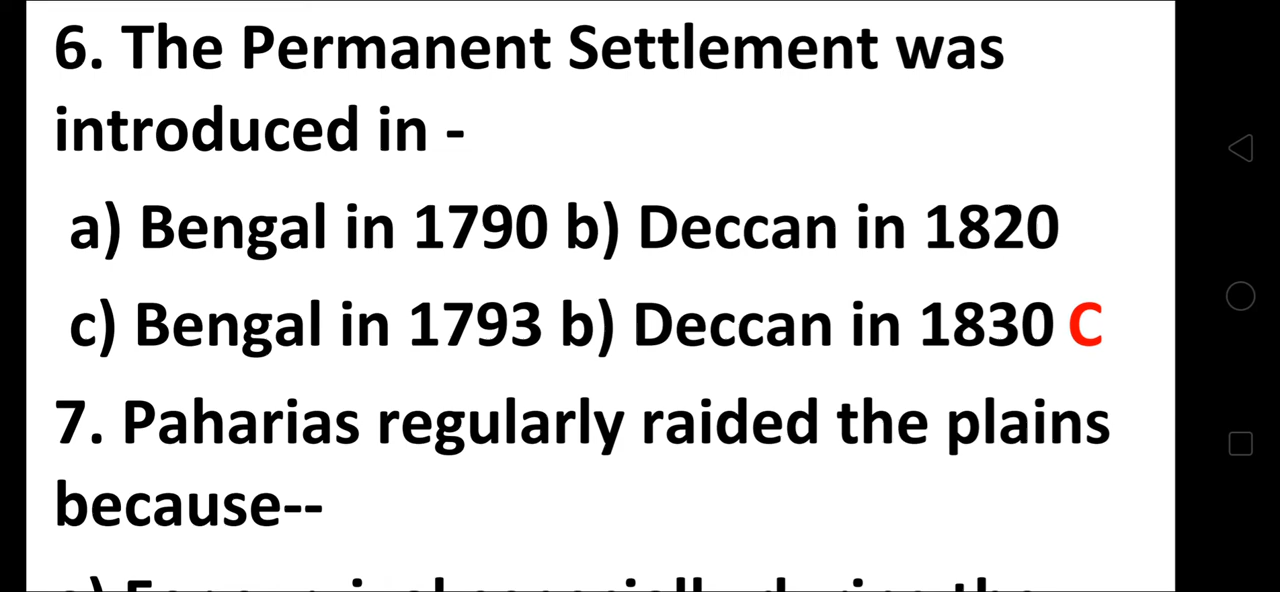 6. The Permanent Settlement was
introduced in -
a) Bengal in 1790 b) Deccan in 1820
c) Bengal in 1793 b) Deccan in 1830 C
7. Paharias regularly raided the plains
because--